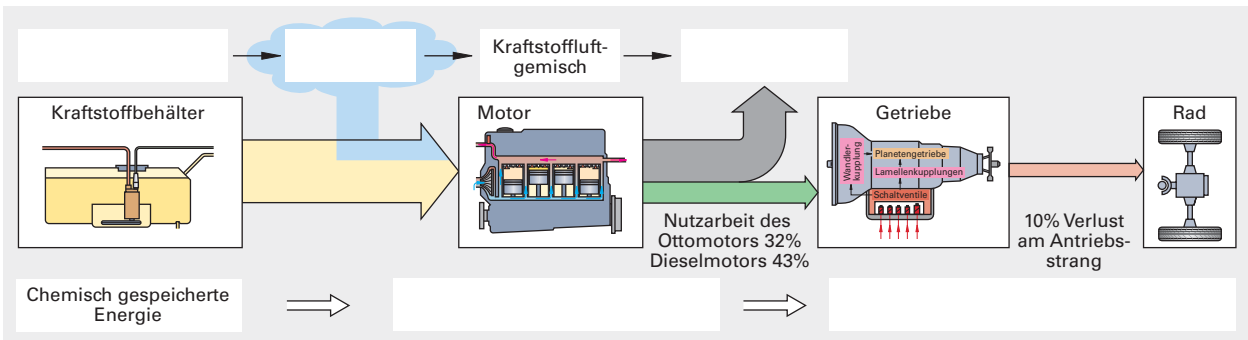 Kraftstoffluft-
gemisch
Kraftstoffbehälter
Motor
Getriebe
Rad
Wandler-
kupplung
Planetengetriebe
Lamellenkupplungen
Schaltventile
Nutzarbeit des
Ottomotors 32%
Dieselmotors 43%
10% Verlust
am Antriebs-
strang
Chemisch gespeicherte
Energie